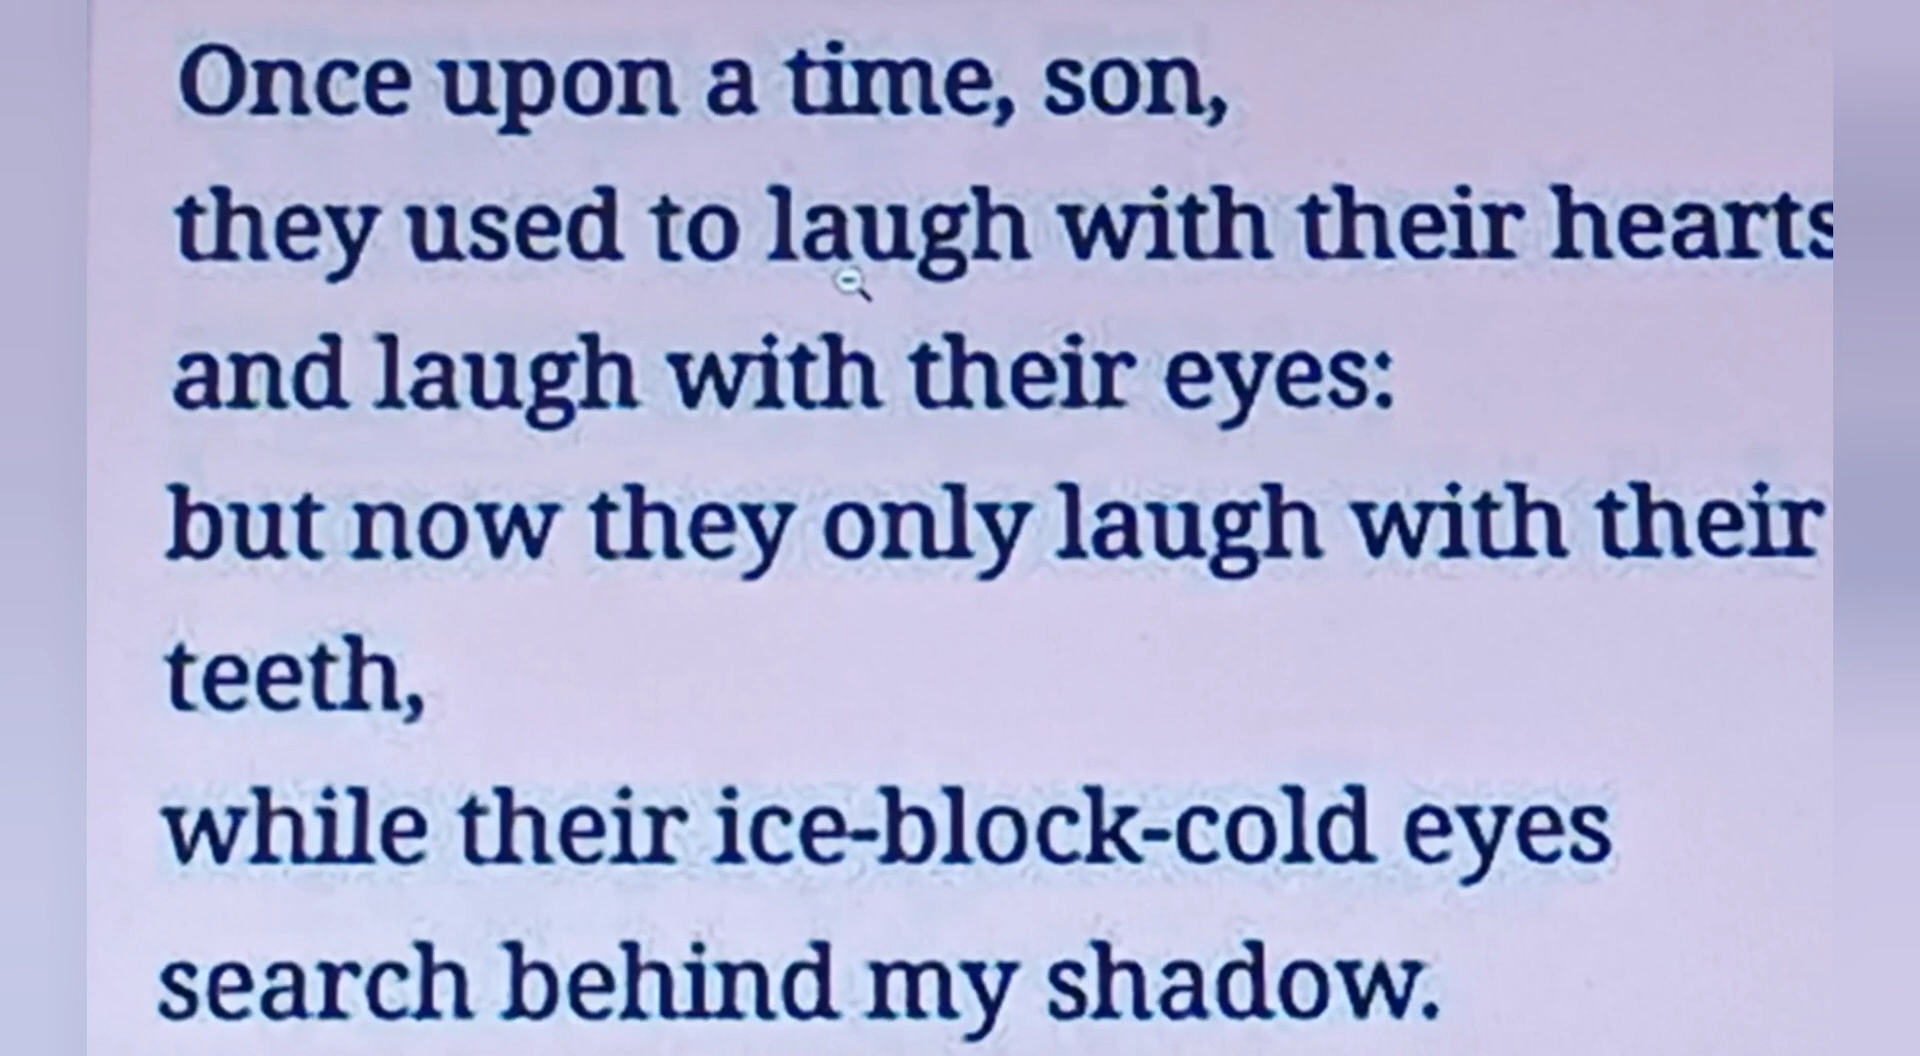 Once upon a time, son,
they used to laugh with their hearts
and laugh with their eyes:
but now they only laugh with their
teeth,
while their ice-block-cold eyes
search behind my shadow.